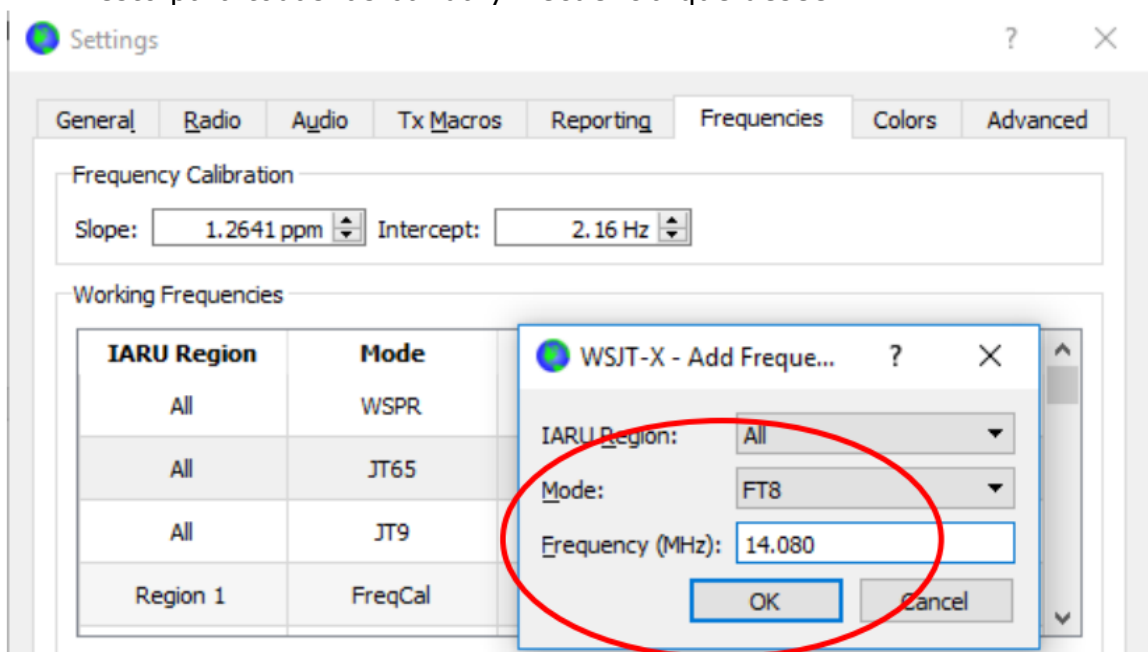 Settings
General Radio Audio Tx Macros Reporting Frequencies Colors Advanced
Frequency Calibration
Slope: 1.2641 ppm Intercept: 2.16 Hz
Working Frequencies
IARU Region Mode
All WSPR
All JT65
All JT9
Region 1 FreqCal
WSJT-X - Add Freque... ?
IARU Region: All
Mode: FT8
Frequency (MHz): 14.080
OK Cancel